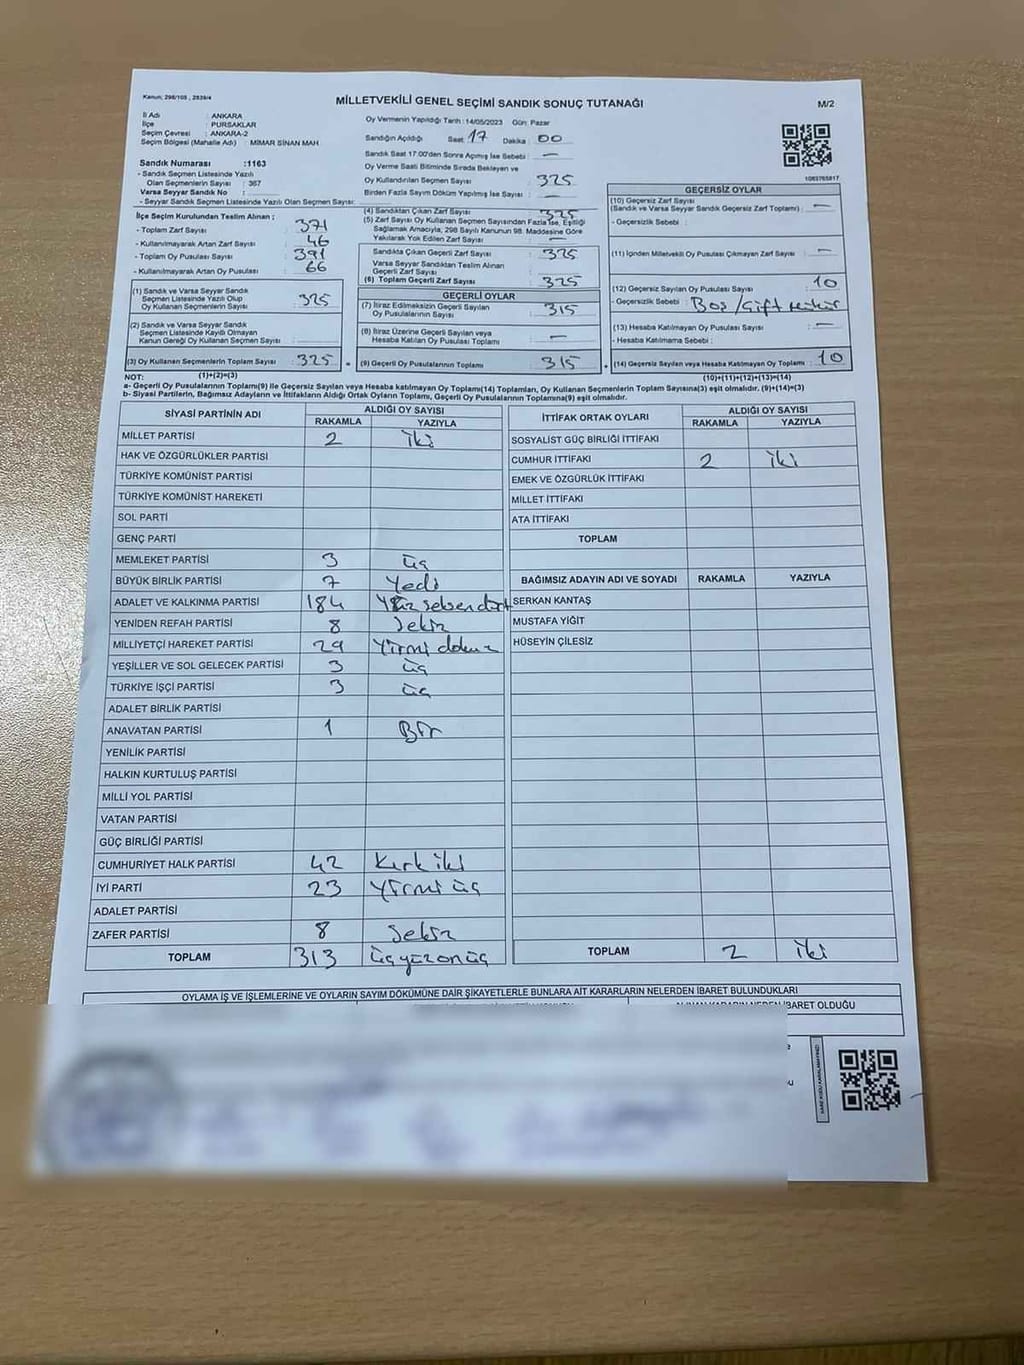 Kanun; 298/105 , 2839/4
MİLLETVEKİLİ GENEL SEÇİMİ SANDIK SONUÇ TUTANAĞI
M/2
İl Adı : ANKARA
İlçe : PURSAKLAR
Seçim Çevresi : ANKARA-2
Seçim Bölgesi (Mahalle Adı) : MİMAR SİNAN MAH
Sandık Numarası :1163
- Sandık Seçmen Listesinde Yazılı
Olan Seçmenlerin Sayısı : 367
Varsa Seyyar Sandık No :
- Seyyar Sandık Seçmen Listesinde Yazılı Olan Seçmenlerin Sayısı:
Oy Vermenin Yapıldığı Tarih : 14/05/2023 Gün: Pazar
Sandığın Açıldığı Saat 17 Dakika : 00
Sandık Saat 17:00'den Sonra Açılmış İse Sebebi : —
Oy Verme Saati Bitiminde Sırada Bekleyen ve
Oy Kullandırılan Seçmen Sayısı : 325
Birden Fazla Sayım Döküm Yapılmış İse Sayısı :
İlçe Seçim Kurulundan Teslim Alınan ;
- Toplam Zarf Sayısı : 371
- Kullanılmayarak Artan Zarf Sayısı : 46
- Toplam Oy Pusulası Sayısı : 391
- Kullanılmayarak Artan Oy Pusulası : 66
(4) Sandıktan Çıkan Zarf Sayısı : 325
(5) Zarf Sayısı Oy Kullanan Seçmen Sayısından Fazla İse, Eşitliği
Sağlamak Amacıyla, 298 Sayılı Kanunun 98. Maddesine Göre
Yakılarak Yok Edilen Zarf Sayısı : —
Sandıkta Çıkan Geçerli Zarf Sayısı : 325
Varsa Seyyar Sandıktan Teslim Alınan
Geçerli Zarf Sayısı :
(6) Toplam Geçerli Zarf Sayısı : 325
1063765817
GEÇERSİZ OYLAR
(10) Geçersiz Zarf Sayısı
(Sandık ve Varsa Seyyar Sandık Geçersiz Zarf Toplamı) : —
- Geçersizlik Sebebi :
(11) İçinden Milletvekili Oy Pusulası Çıkmayan Zarf Sayısı : —
(12) Geçersiz Sayılan Oy Pusulası Sayısı : 10
- Geçersizlik Sebebi : Boş/Çift mühür
(13) Hesaba Katılmayan Oy Pusulası Sayısı : —
- Hesaba Katılmama Sebebi :
(1) Sandık ve Varsa Seyyar Sandık
Seçmen Listesinde Yazılı Olup
Oy Kullanan Seçmenlerin Sayısı : 325
(2) Sandık ve Varsa Seyyar Sandık
Seçmen Listesinde Kayıtlı Olmayan
Kanun Gereği Oy Kullanan Seçmenlerin Sayısı :
GEÇERLİ OYLAR
(7) İtiraz Edilmeksizin Geçerli Sayılan
Oy Pusulalarının Sayısı : 315
(8) İtiraz Üzerine Geçerli Sayılan veya
Hesaba Katılan Oy Pusulası Toplamı : —
(3) Oy Kullanan Seçmenlerin Toplam Sayısı : 325 = (9) Geçerli Oy Pusulalarının Toplamı : 315 + (14) Geçersiz Sayılan veya Hesaba Katılmayan Oy Toplamı : 10
NOT: (1)+(2)=(3) (10)+(11)+(12)+(13)=(14)
a- Geçerli Oy Pusulalarının Toplamı(9) ile Geçersiz Sayılan veya Hesaba katılmayan Oy Toplamı(14) Toplamları, Oy Kullanan Seçmenlerin Toplam Sayısına(3) eşit olmalıdır. (9)+(14)=(3)
b- Siyasi Partilerin, Bağımsız Adayların ve İttifakların Aldığı Ortak Oyların Toplamı, Geçerli Oy Pusulalarının Toplamına(9) eşit olmalıdır.
SİYASİ PARTİNİN ADI ALDIĞI OY SAYISI
RAKAMLA YAZIYLA
MİLLET PARTİSİ 2 iki
HAK VE ÖZGÜRLÜKLER PARTİSİ
TÜRKİYE KOMÜNİST PARTİSİ
TÜRKİYE KOMÜNİST HAREKETİ
SOL PARTİ
GENÇ PARTİ
MEMLEKET PARTİSİ 3 üç
BÜYÜK BİRLİK PARTİSİ 7 Yedi
ADALET VE KALKINMA PARTİSİ 184 Yüz seksendört
YENİDEN REFAH PARTİSİ 8 Sekiz
MİLLİYETÇİ HAREKET PARTİSİ 29 Yirmi dokuz
YEŞİLLER VE SOL GELECEK PARTİSİ 3 üç
TÜRKİYE İŞÇİ PARTİSİ 3 üç
ADALET BİRLİK PARTİSİ
ANAVATAN PARTİSİ 1 Bir
YENİLİK PARTİSİ
HALKIN KURTULUŞ PARTİSİ
MİLLİ YOL PARTİSİ
VATAN PARTİSİ
GÜÇ BİRLİĞİ PARTİSİ
CUMHURİYET HALK PARTİSİ 42 Kırk iki
İYİ PARTİ 23 Yirmi üç
ADALET PARTİSİ
ZAFER PARTİSİ 8 Sekiz
TOPLAM 313 üçyüzonüç
İTTİFAK ORTAK OYLARI ALDIĞI OY SAYISI
RAKAMLA YAZIYLA
SOSYALİST GÜÇ BİRLİĞİ İTTİFAKI
CUMHUR İTTİFAKI 2 iki
EMEK VE ÖZGÜRLÜK İTTİFAKI
MİLLET İTTİFAKI
ATA İTTİFAKI
TOPLAM
BAĞIMSIZ ADAYIN ADI VE SOYADI RAKAMLA YAZIYLA
SERKAN KANTAŞ
MUSTAFA YİĞİT
HÜSEYİN ÇİLESİZ
TOPLAM 2 iki
OYLAMA İŞ VE İŞLEMLERİNE VE OYLARIN SAYIM DÖKÜMÜNE DAİR ŞİKAYETLERLE BUNLARA AİT KARARLARIN NELERDEN İBARET BULUNDUKLARI
ALINAN KARARIN NEDEN İBARET OLDUĞU